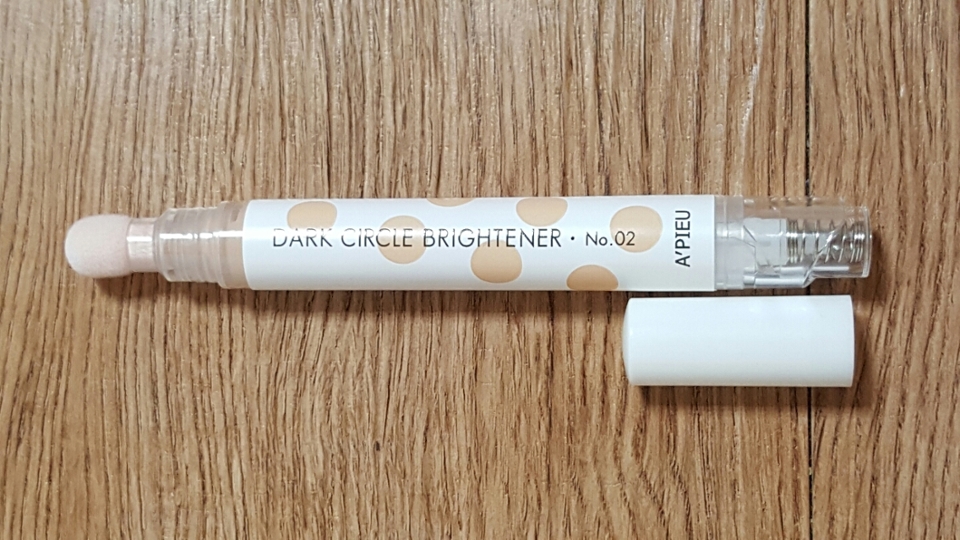 DARK CIRCLE BRIGHTENER · No.02
A'PIEU